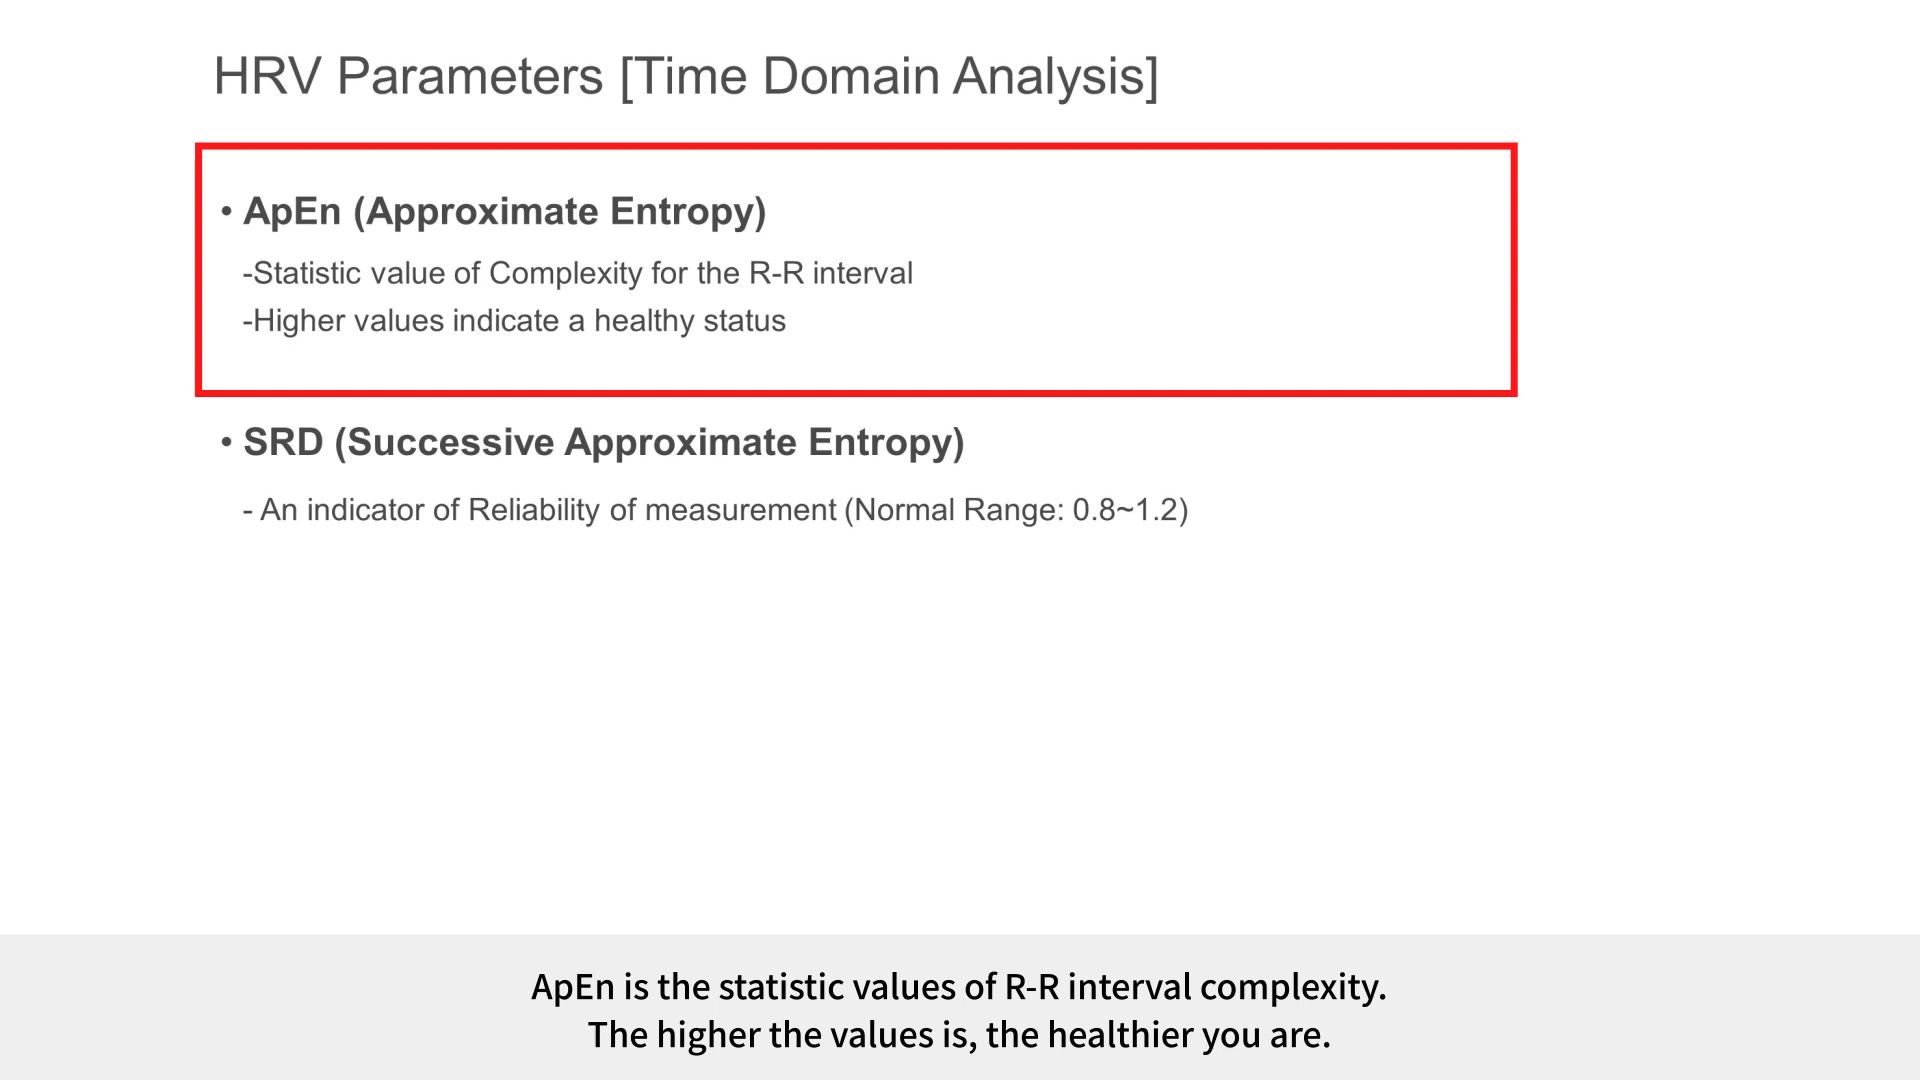 HRV Parameters [Time Domain Analysis]
• ApEn (Approximate Entropy)
-Statistic value of Complexity for the R-R interval
-Higher values indicate a healthy status
• SRD (Successive Approximate Entropy)
- An indicator of Reliability of measurement (Normal Range: 0.8~1.2)
ApEn is the statistic values of R-R interval complexity.
The higher the values is, the healthier you are.